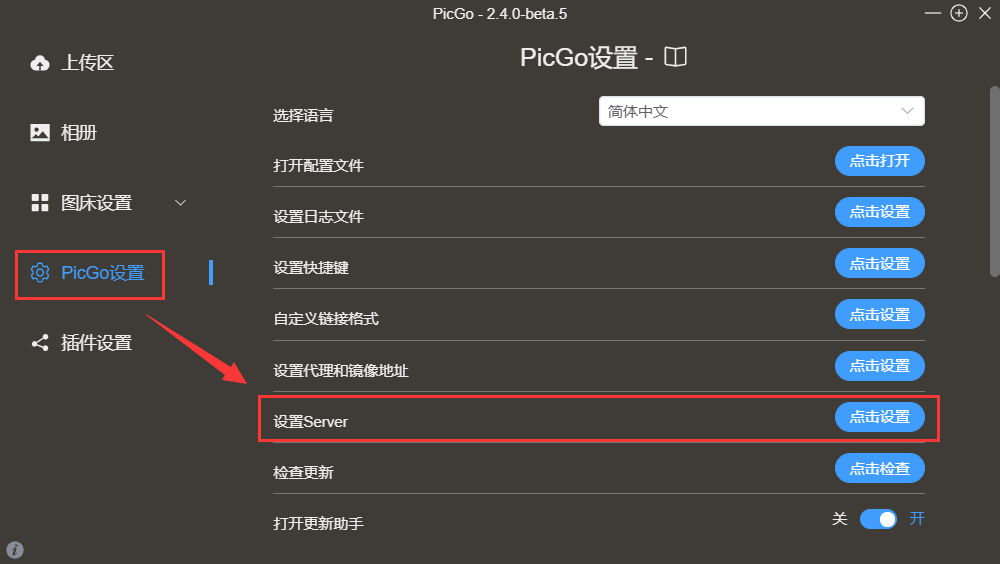 PicGo - 2.4.0-beta.5
上传区
相册
图床设置
PicGo设置
插件设置
PicGo设置 -
选择语言
简体中文
打开配置文件
点击打开
设置日志文件
点击设置
设置快捷键
点击设置
自定义链接格式
点击设置
设置代理和镜像地址
点击设置
设置Server
点击设置
检查更新
点击检查
打开更新助手
关 开